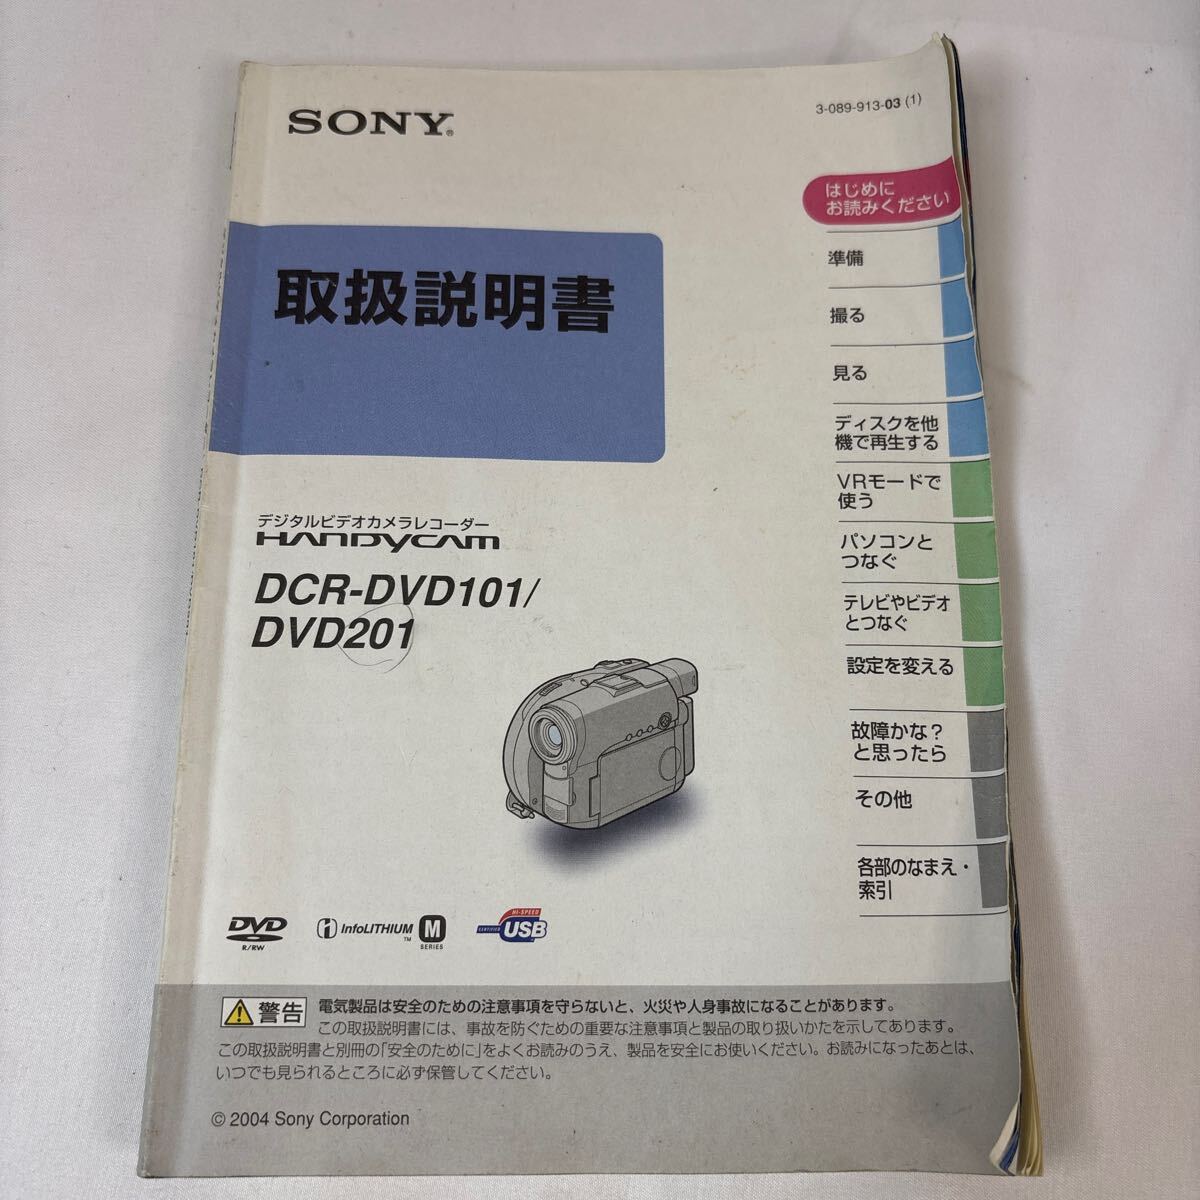 SONY®
3-089-913-03 (1)
はじめに
お読みください
取扱説明書
準備
撮る
見る
ディスクを他
機で再生する
VRモードで
使う
パソコンと
つなぐ
テレビやビデオ
とつなぐ
設定を変える
故障かな？
と思ったら
その他
各部のなまえ・
索引
デジタルビデオカメラレコーダー
HANDYCAM
DCR-DVD101/
DVD201
DVD
R/RW
InfoLITHIUM™ M
SERIES
HI-SPEED
CERTIFIED USB
警告
電気製品は安全のための注意事項を守らないと、火災や人身事故になることがあります。
この取扱説明書には、事故を防ぐための重要な注意事項と製品の取り扱いかたを示してあります。
この取扱説明書と別冊の「安全のために」をよくお読みのうえ、製品を安全にお使いください。お読みになったあとは、
いつでも見られるところに必ず保管してください。
© 2004 Sony Corporation